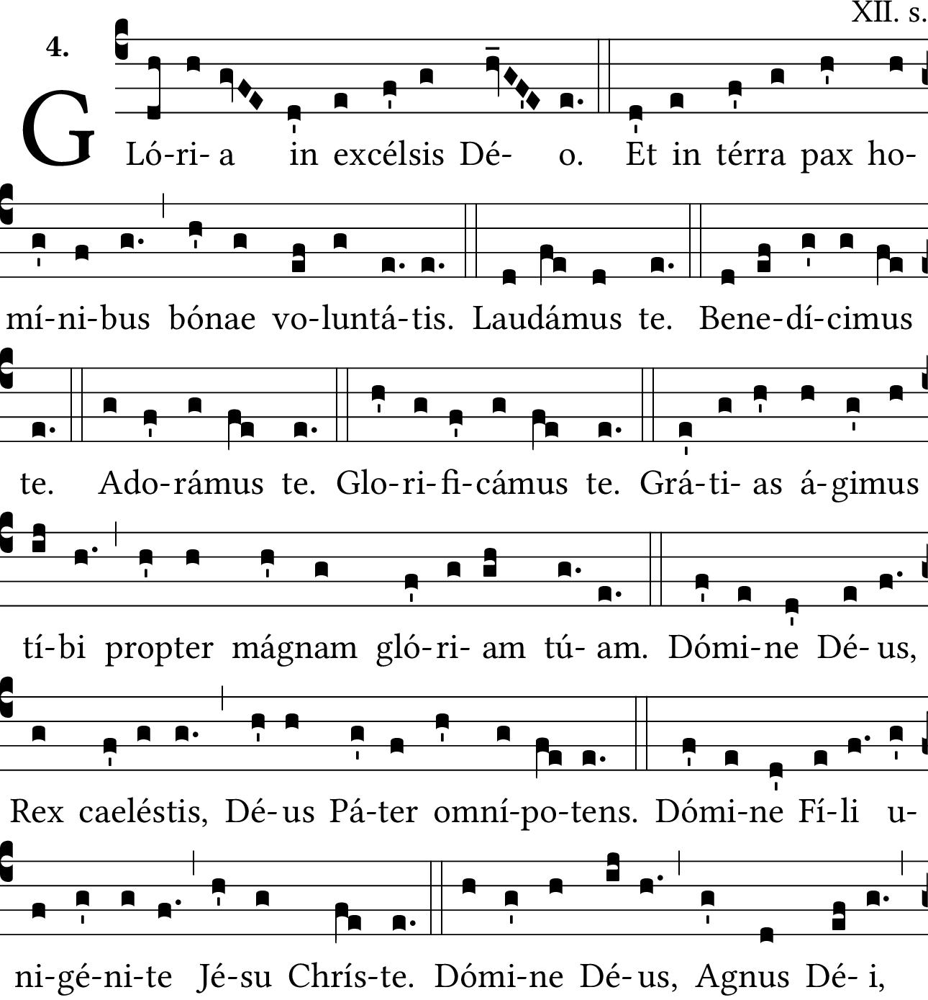 XII. s.
4.
GLó-ri- a in excélsis Dé- o. Et in térra pax ho-
mí-ni-bus bónae vo-luntá-tis. Laudámus te. Bene-dí-cimus
te. Ado-rámus te. Glo-ri-fi-cámus te. Grá-ti- as á-gimus
tí-bi propter mágnam gló-ri- am tú- am. Dómi-ne Dé- us,
Rex caeléstis, Dé-us Pá-ter omní-po-tens. Dómi-ne Fí-li u-
ni-gé-ni-te Jé-su Chrís-te. Dómi-ne Dé-us, Agnus Dé- i,